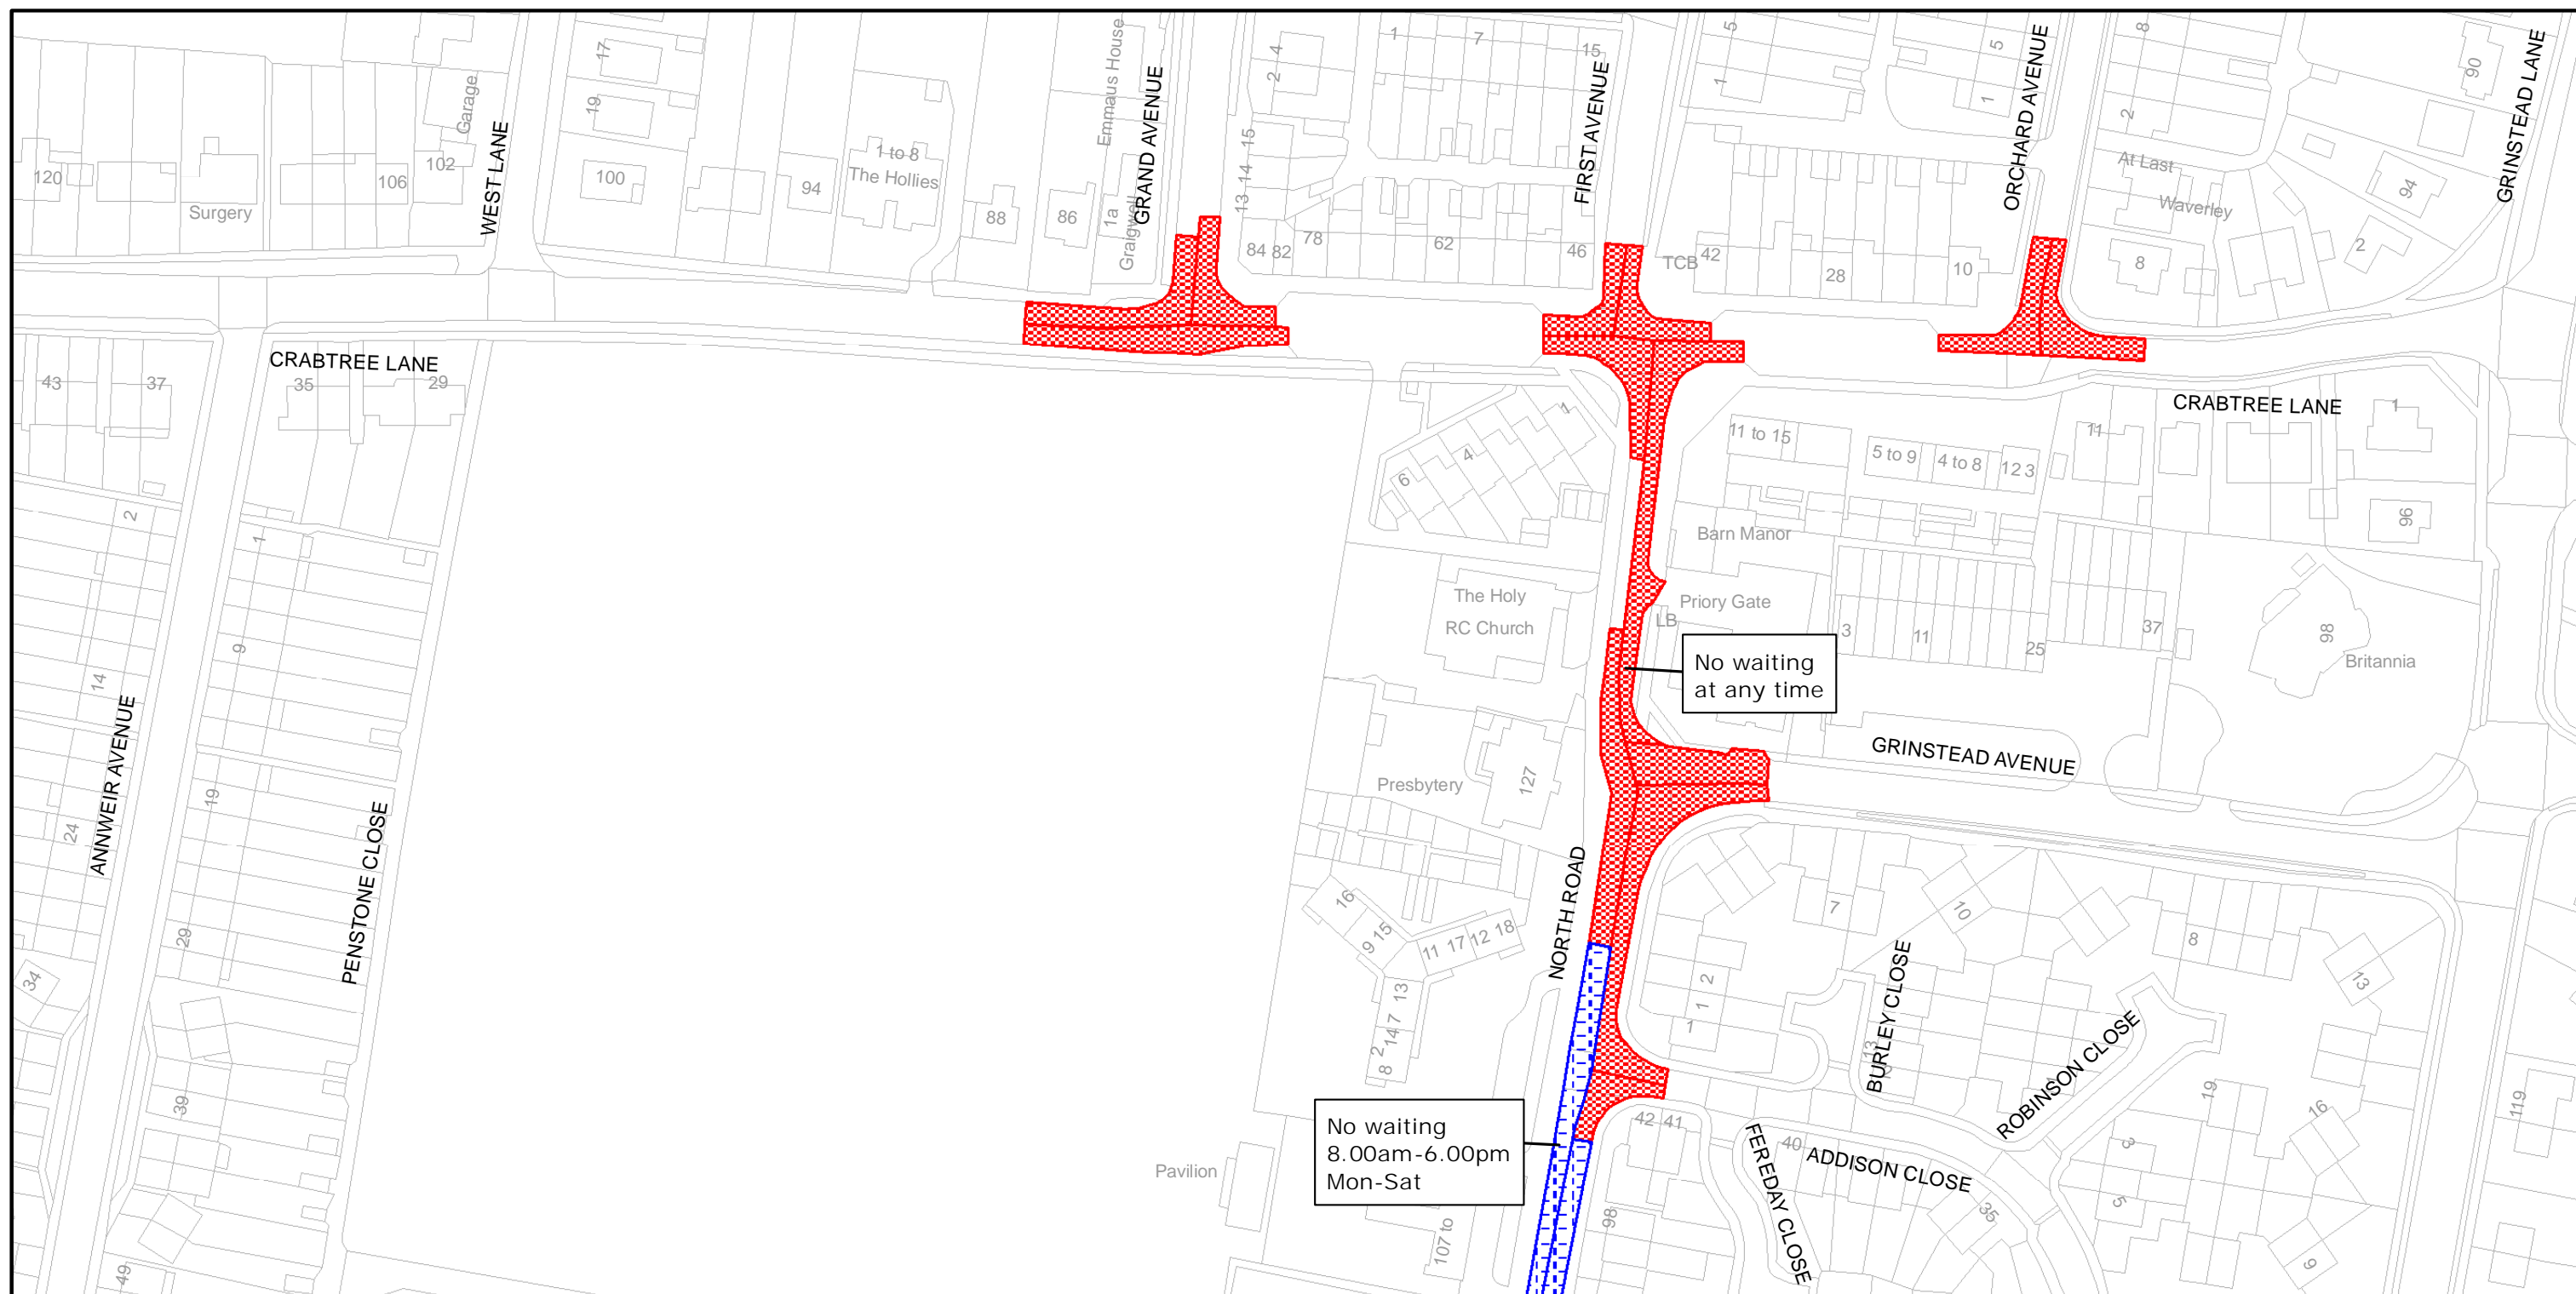 17
19
Garage
WEST LANE
120
Surgery
106
102
100
94
1 to 8
The Hollies
88
86
1a
Craigwell
Emmaus House
GRAND AVENUE
4
2
15
14
13
84
82
78
62
46
1
7
15
FIRST AVENUE
TCB
42
28
10
5
1
5
1
ORCHARD AVENUE
8
2
At Last
Waverley
8
2
94
90
GRINSTEAD LANE
CRABTREE LANE
43
37
35
29
CRABTREE LANE
1
4
6
11 to 15
5 to 9
4 to 8
12 3
11
1
96
2
14
24
34
ANNWEIR AVENUE
1
9
19
29
39
49
PENSTONE CLOSE
Barn Manor
The Holy
RC Church
Priory Gate
LB
3
11
25
37
98
Britannia
No waiting
at any time
GRINSTEAD AVENUE
Presbytery
127
NORTH ROAD
16
9 15
11 17 12 18
13
7
14
2
8
7
10
8
13
2
1
1
BURLEY CLOSE
13
ROBINSON CLOSE
19
16
119
No waiting
8.00am-6.00pm
Mon-Sat
Pavilion
107 to
42 41
98
FEREDAY CLOSE
40
ADDISON CLOSE
35
3
5
9